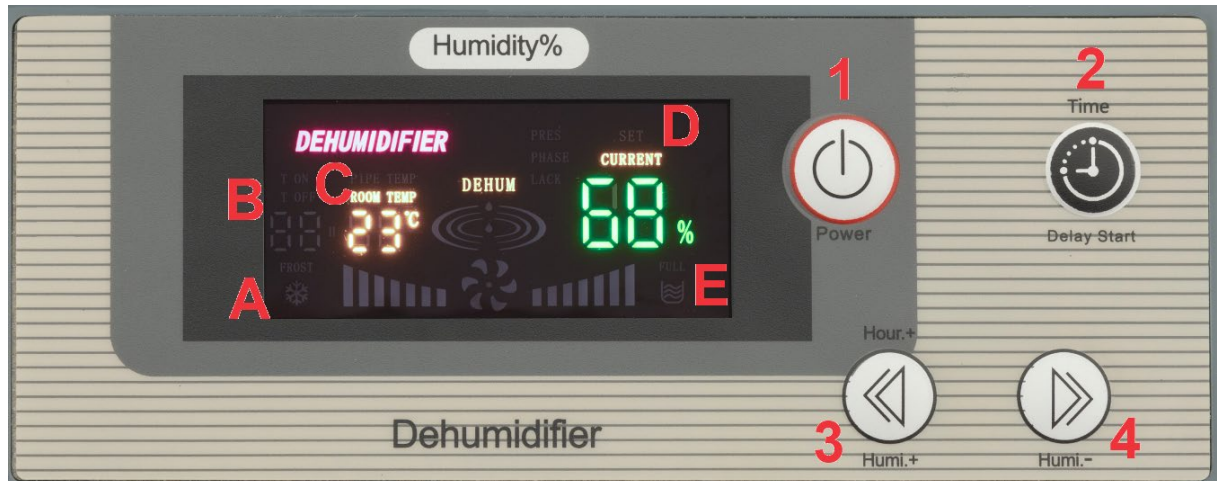 Humidity%
1
2
Time
DEHUMIDIFIER
PRES
SET
D
PHASE
CURRENT
T ON
PIPE TEMP
LACK
B
T OFF
C
ROOM TEMP
DEHUM
88
H
23°C
68%
Power
Delay Start
FROST
FULL
A
E
Hour.+
3
4
Humi.+
Humi.-
Dehumidifier